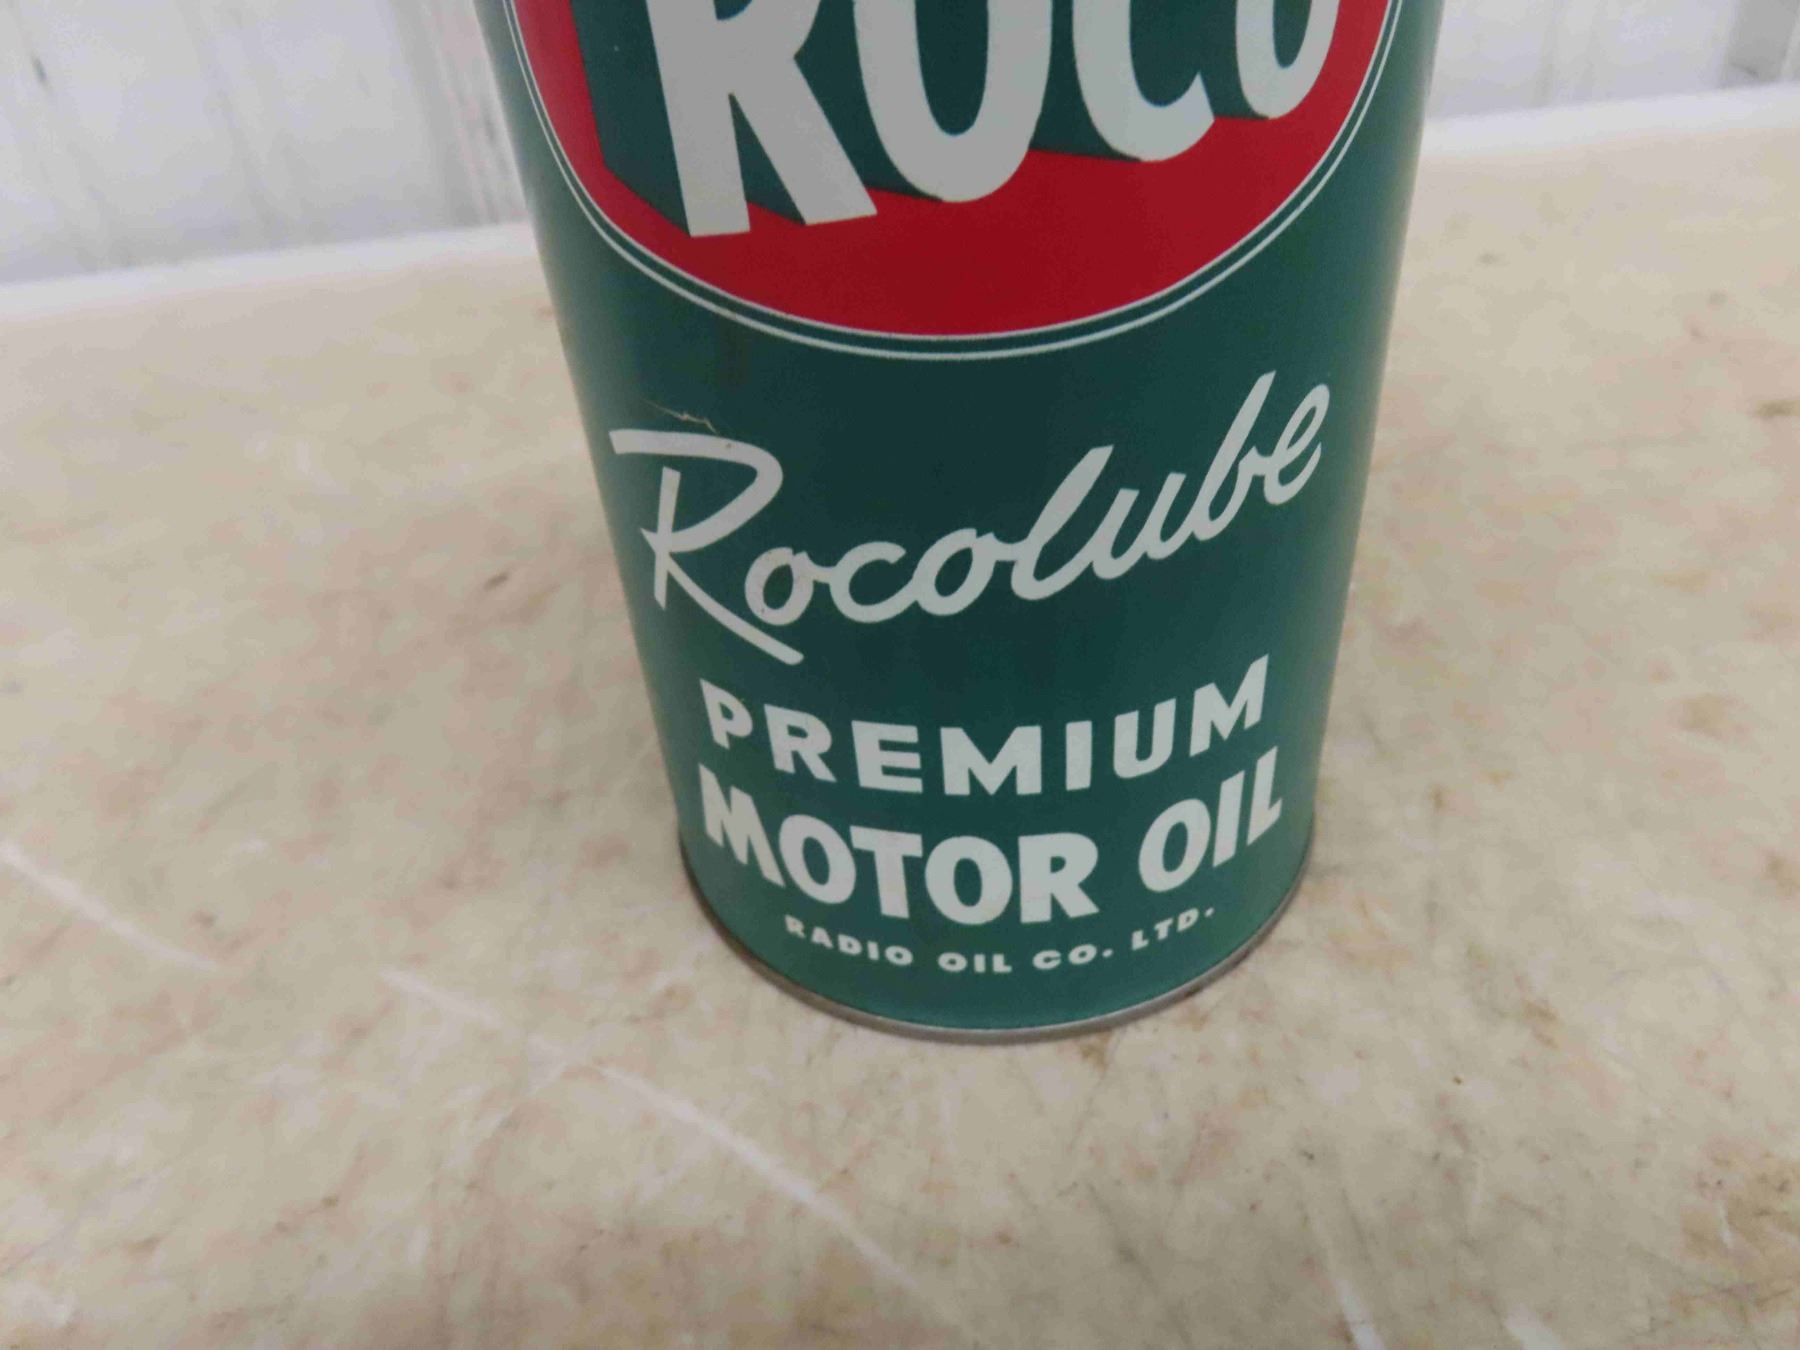 ROCO
Rocolube
PREMIUM
MOTOR OIL
RADIO OIL CO. LTD.